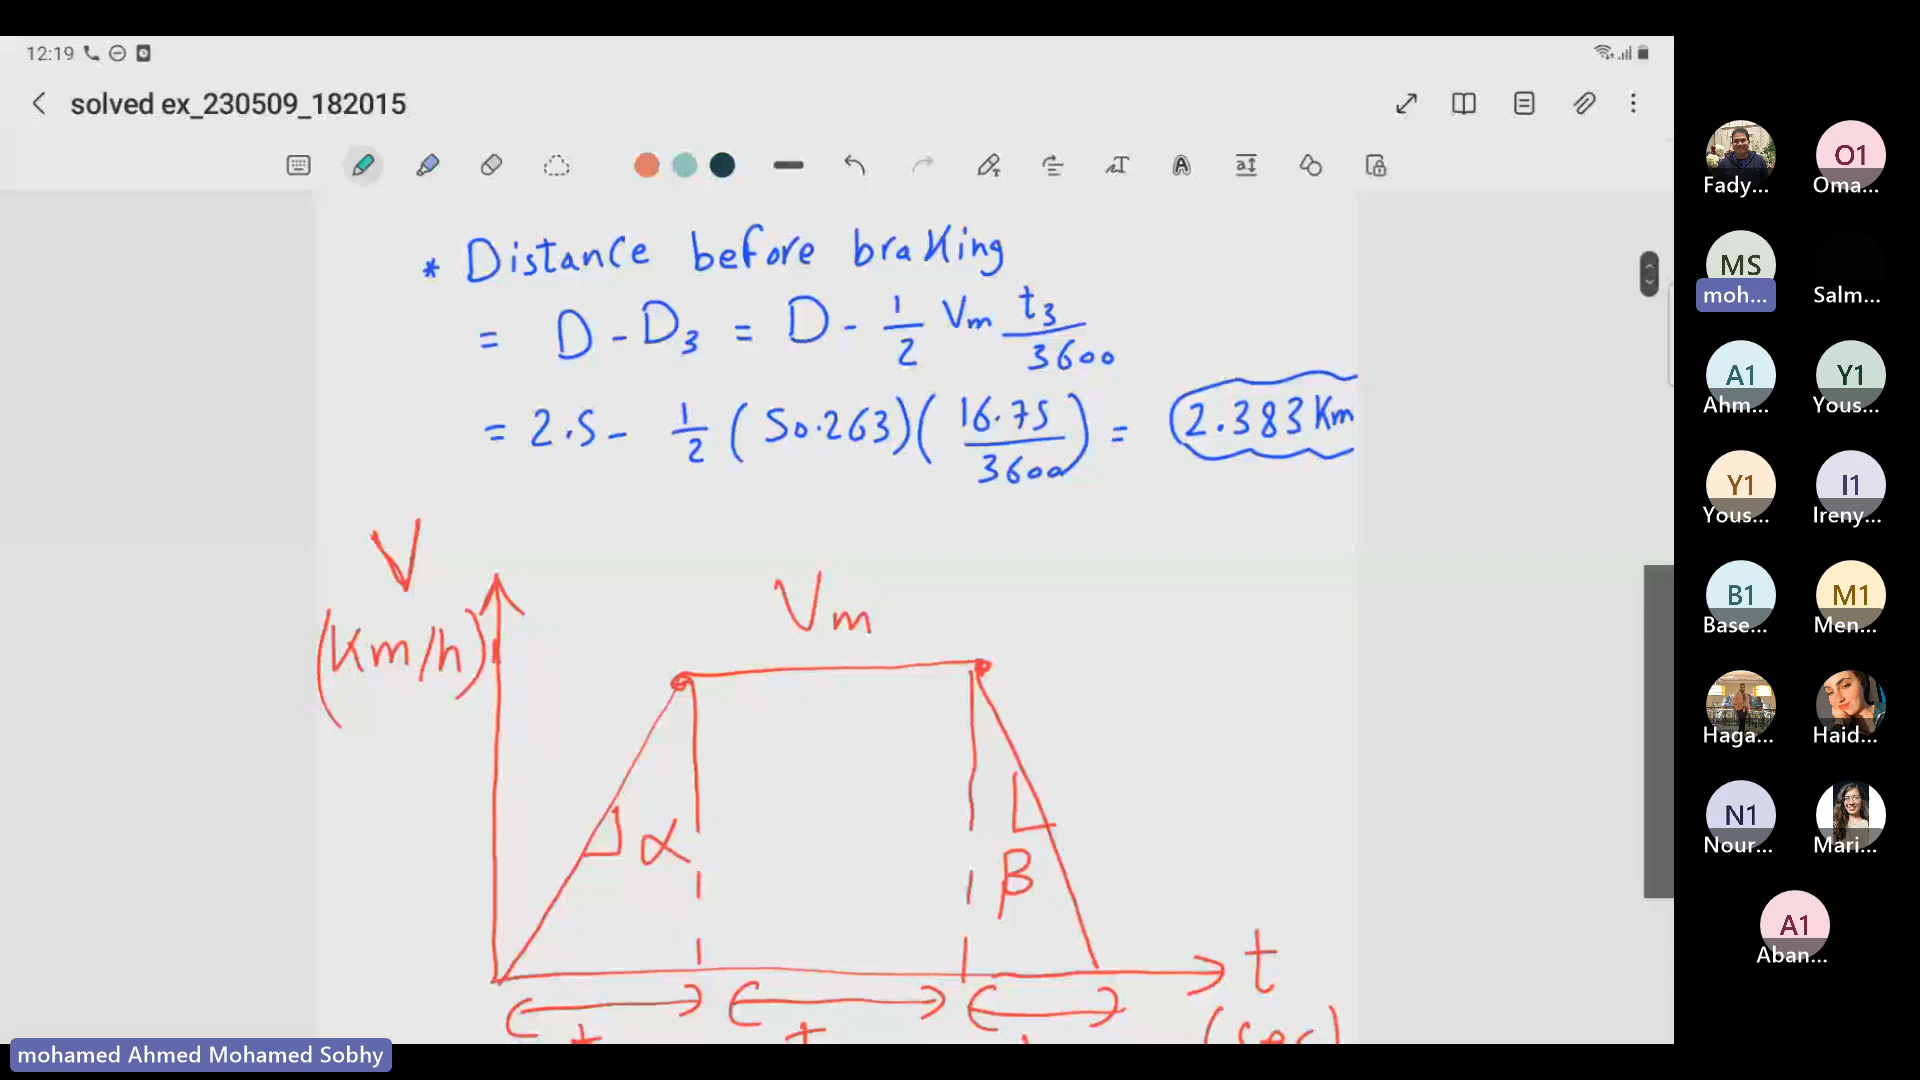 12:19
solved ex_230509_182015
* Distance before braking
= D - D3 = D - 1/2 Vm t3/3600
= 2.5 - 1/2 (50.263)(16.75/3600) = 2.383 Km
V
(Km/h)
Vm
α
β
t
(sec)
Fady...
O1
Oma...
MS
moh...
Salm...
A1
Ahm...
Y1
Yous...
Y1
Yous...
I1
Ireny...
B1
Base...
M1
Men...
Haga...
Haid...
N1
Nour...
Mari...
A1
Aban...
mohamed Ahmed Mohamed Sobhy